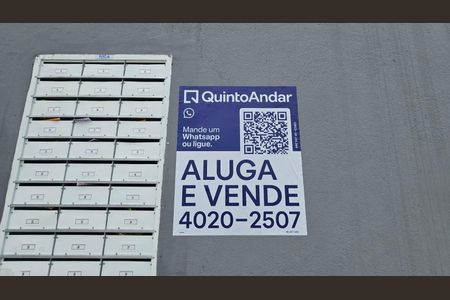 QuintoAndar
Mande um
Whatsapp
ou ligue.
ALUGA
E VENDE
4020-2507